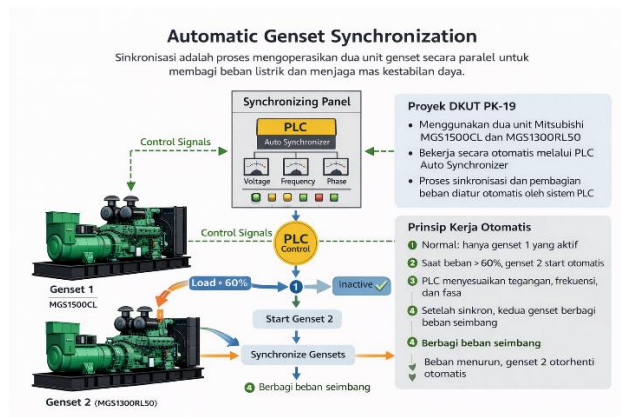 Automatic Genset Synchronization
Sinkronisasi adalah proses mengoperasikan dua unit genset secara paralel untuk
membagi beban listrik dan menjaga mas kestabilan daya.
Synchronizing Panel
PLC
Auto Synchronizer
Voltage
Frequency
Phase
Control Signals
Proyek DKUT PK-19
• Menggunakan dua unit Mitsubishi
MGS1500CL dan MGS1300RL50
• Bekerja secara otomatis melalui PLC
Auto Synchronizer
• Proses sinkronisasi dan pembagian
beban diatur otomatis oleh sistem PLC
Control Signals
PLC
Control
Genset 1
MGS1500CL
Load • 60%
1
Inactive
Start Genset 2
Synchronize Gensets
4 Berbagi beban seimbang
Genset 2 (MGS1300RL50)
Prinsip Kerja Otomatis
1 Normal: hanya genset 1 yang aktif
2 Saat beban > 60%, genset 2 start otomatis
3 PLC menyesuaikan tegangan, frekuensi,
dan fasa
4 Setelah sinkron, kedua genset berbagi
beban seimbang
4 Berbagi beban seimbang
Beban menurun, genset 2 otorhenti
otomatis